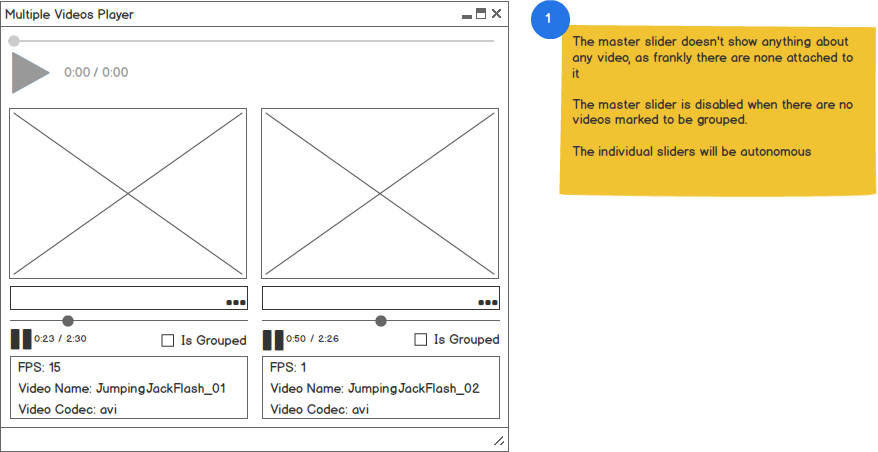 Multiple Videos Player
0:00 / 0:00
0:23 / 2:30
Is Grouped
FPS: 15
Video Name: JumpingJackFlash_01
Video Codec: avi
0:50 / 2:26
Is Grouped
FPS: 1
Video Name: JumpingJackFlash_02
Video Codec: avi
1
The master slider doesn't show anything about
any video, as frankly there are none attached to
it
The master slider is disabled when there are no
videos marked to be grouped.
The individual sliders will be autonomous